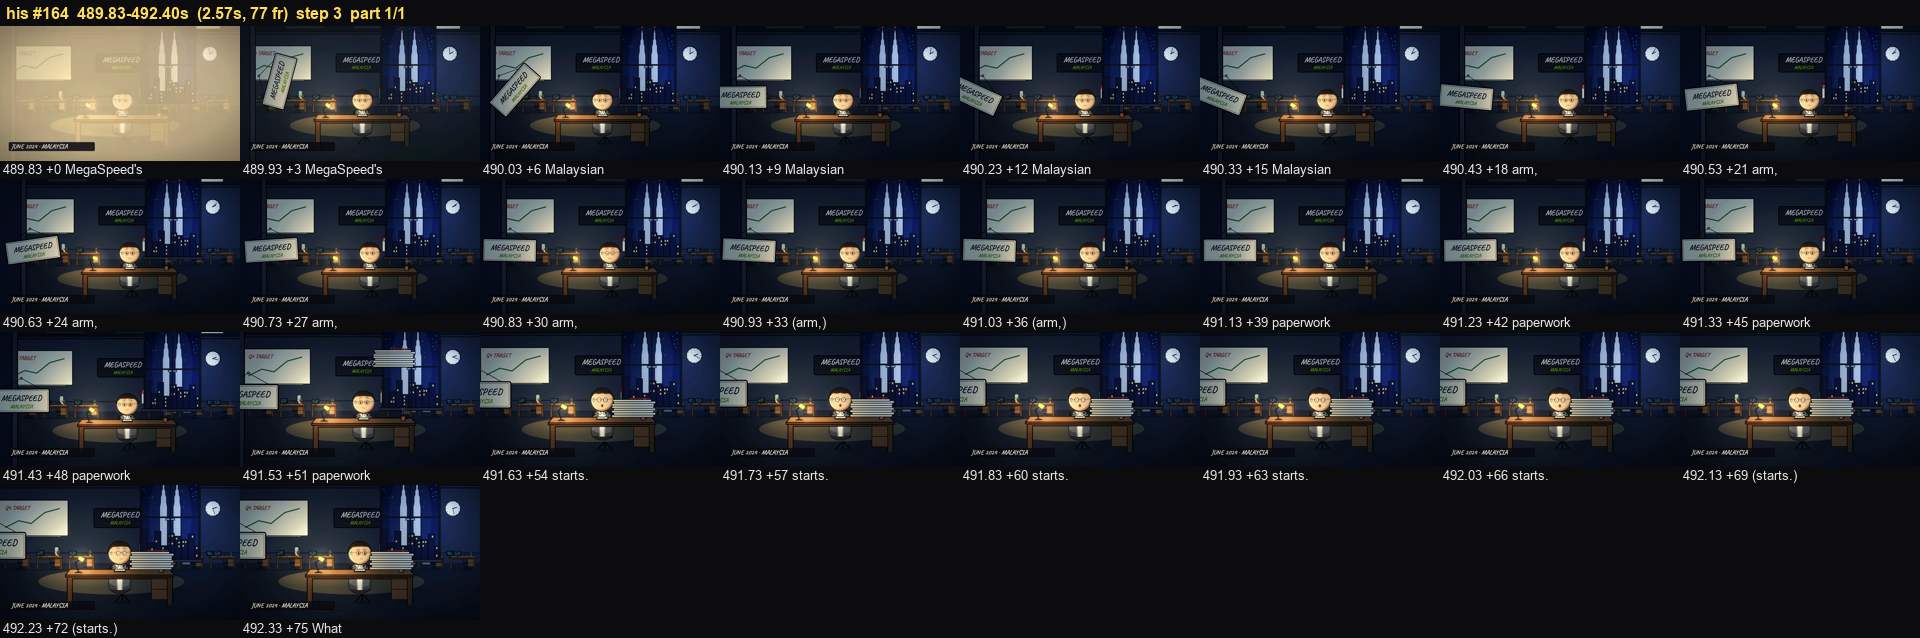 his #164 489.83-492.40s (2.57s, 77 fr) step 3 part 1/1
489.83 +0 MegaSpeed's
489.93 +3 MegaSpeed's
490.03 +6 Malaysian
490.13 +9 Malaysian
490.23 +12 Malaysian
490.33 +15 Malaysian
490.43 +18 arm,
490.53 +21 arm,
490.63 +24 arm,
490.73 +27 arm,
490.83 +30 arm,
490.93 +33 (arm,)
491.03 +36 (arm,)
491.13 +39 paperwork
491.23 +42 paperwork
491.33 +45 paperwork
491.43 +48 paperwork
491.53 +51 paperwork
491.63 +54 starts.
491.73 +57 starts.
491.83 +60 starts.
491.93 +63 starts.
492.03 +66 starts.
492.13 +69 (starts.)
492.23 +72 (starts.)
492.33 +75 What
MEGASPEED
MALAYSIA
Q4 TARGET
JUNE 2024 · MALAYSIA